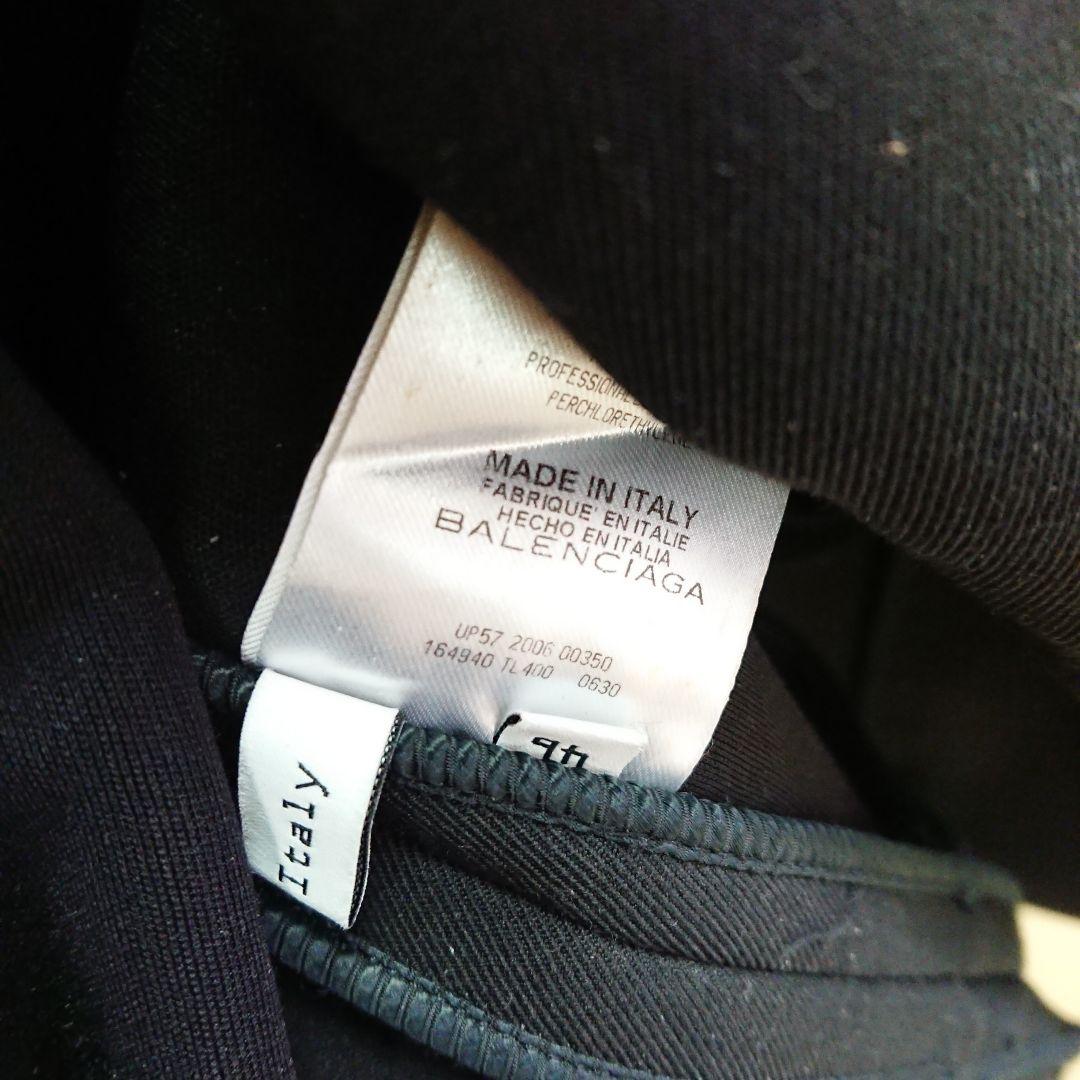 PROFESSIONAL
PERCHLORETHYLENE
MADE IN ITALY
FABRIQUE' EN ITALIE
HECHO EN ITALIA
BALENCIAGA
UP57 2006 00350
164940 TL400 0630
Italy